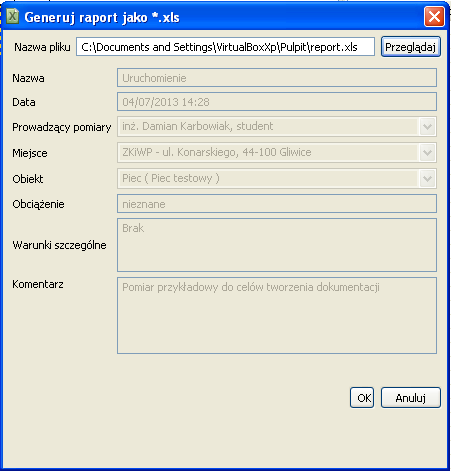 Generuj raport jako *.xls
Nazwa pliku C:\Documents and Settings\VirtualBoxXp\Pulpit\report.xls Przeglądaj
Nazwa Uruchomienie
Data 04/07/2013 14:28
Prowadzący pomiary inż. Damian Karbowiak, student
Miejsce ZKiWP - ul. Konarskiego, 44-100 Gliwice
Obiekt Piec ( Piec testowy )
Obciążenie nieznane
Warunki szczególne Brak
Komentarz Pomiar przykładowy do celów tworzenia dokumentacji
OK Anuluj